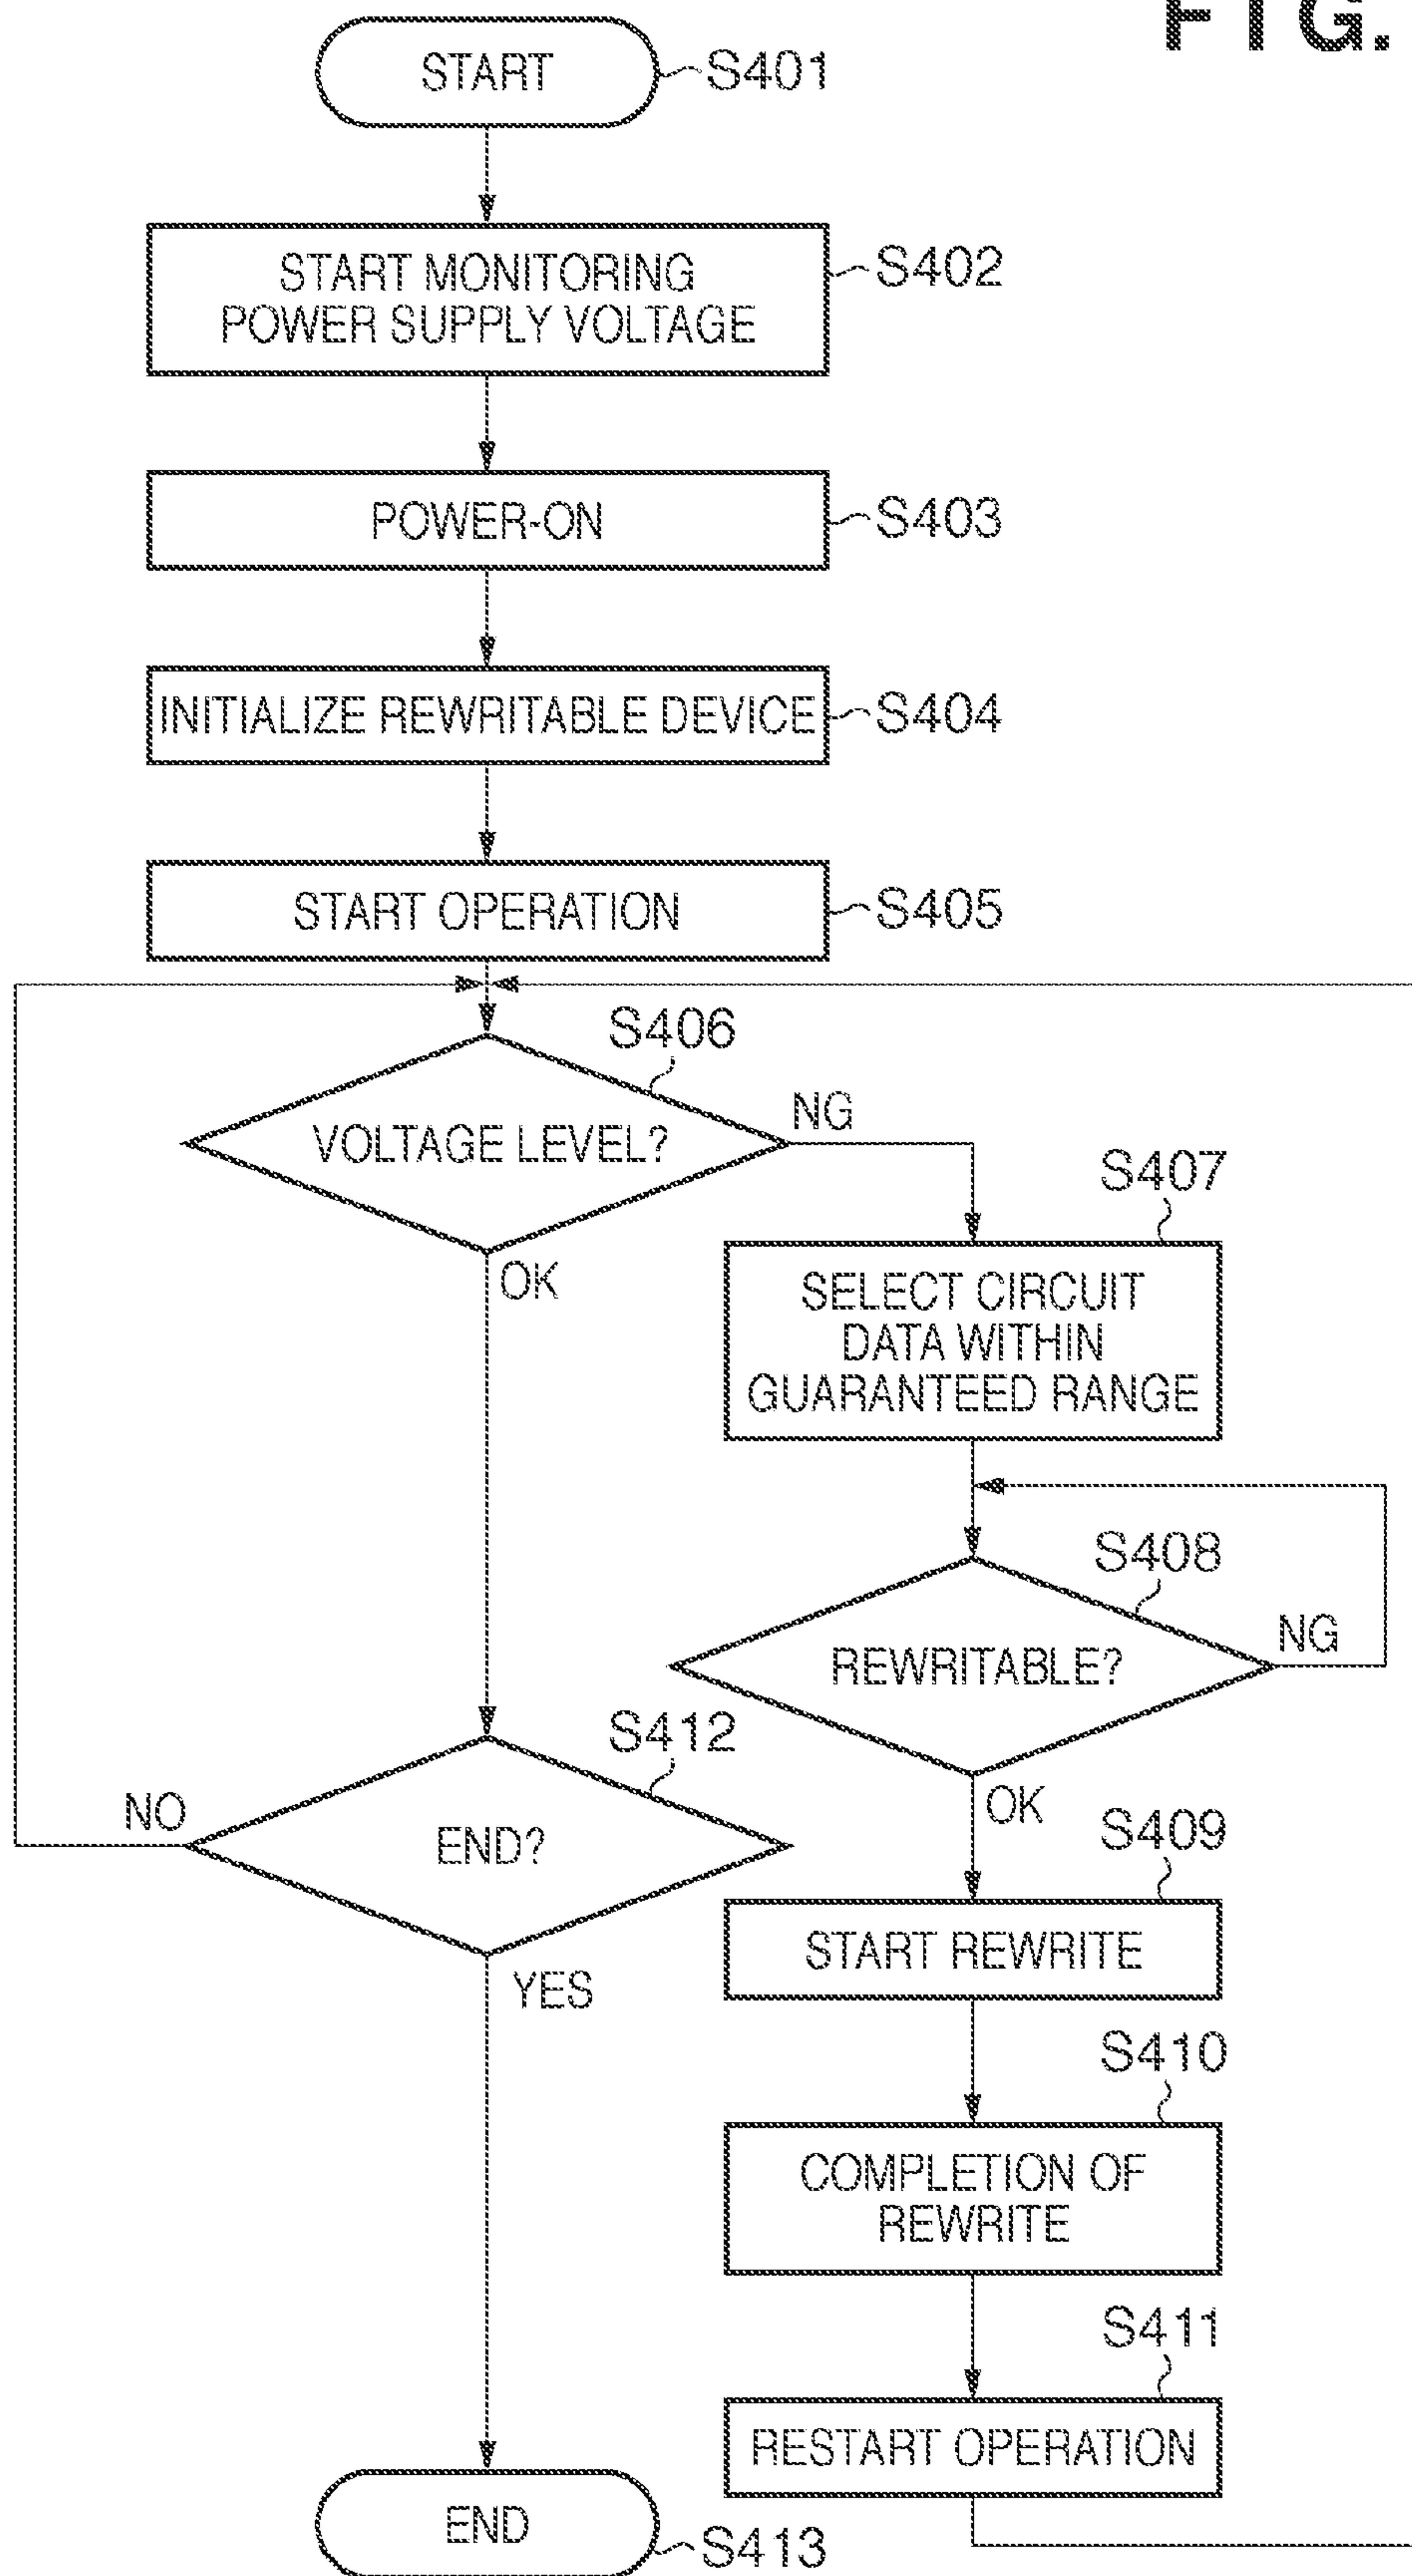 FIG.
START
S401
START MONITORING
POWER SUPPLY VOLTAGE
S402
POWER-ON
S403
INITIALIZE REWRITABLE DEVICE
S404
START OPERATION
S405
S406
VOLTAGE LEVEL?
NG
OK
S407
SELECT CIRCUIT
DATA WITHIN
GUARANTEED RANGE
S408
REWRITABLE?
NG
OK
S412
END?
NO
YES
S409
START REWRITE
S410
COMPLETION OF
REWRITE
S411
RESTART OPERATION
END
S413